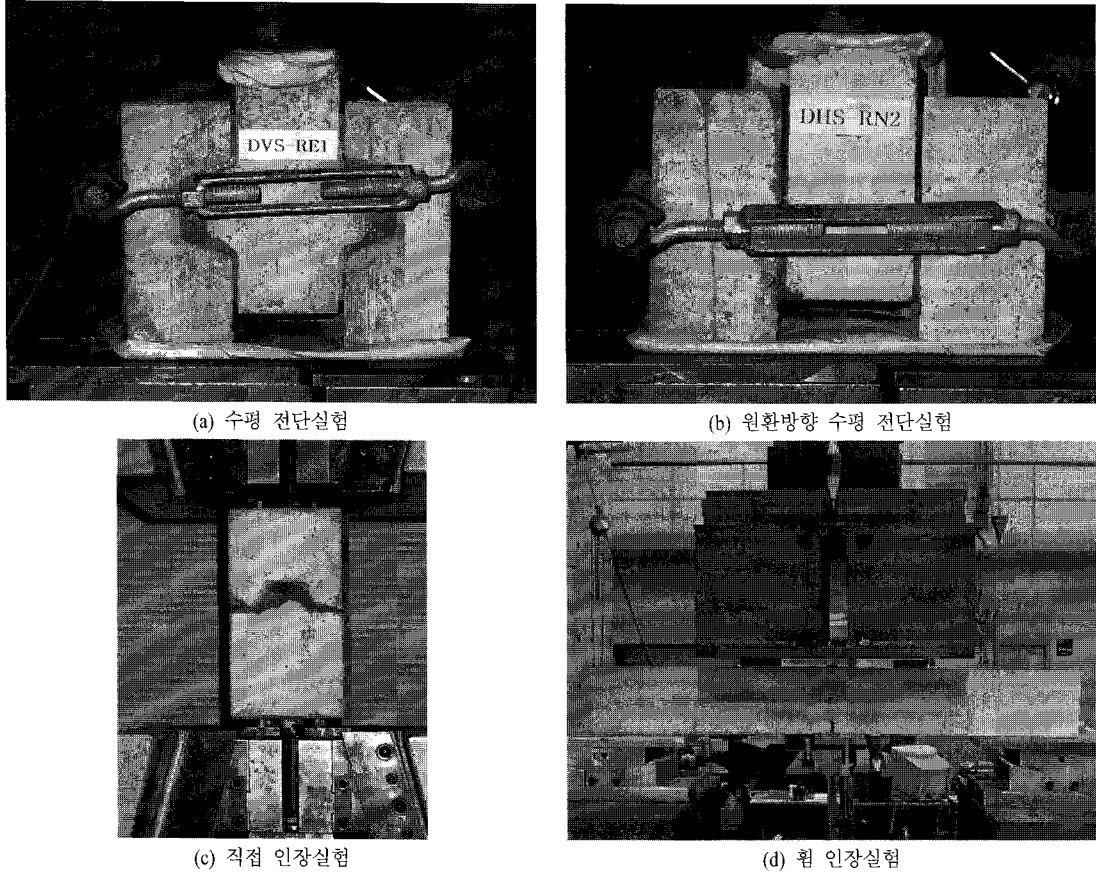 DVS-RE1
DHS RN2
(a) 수평 전단실험
(b) 원환방향 수평 전단실험
(c) 직접 인장실험
(d) 휨 인장실험